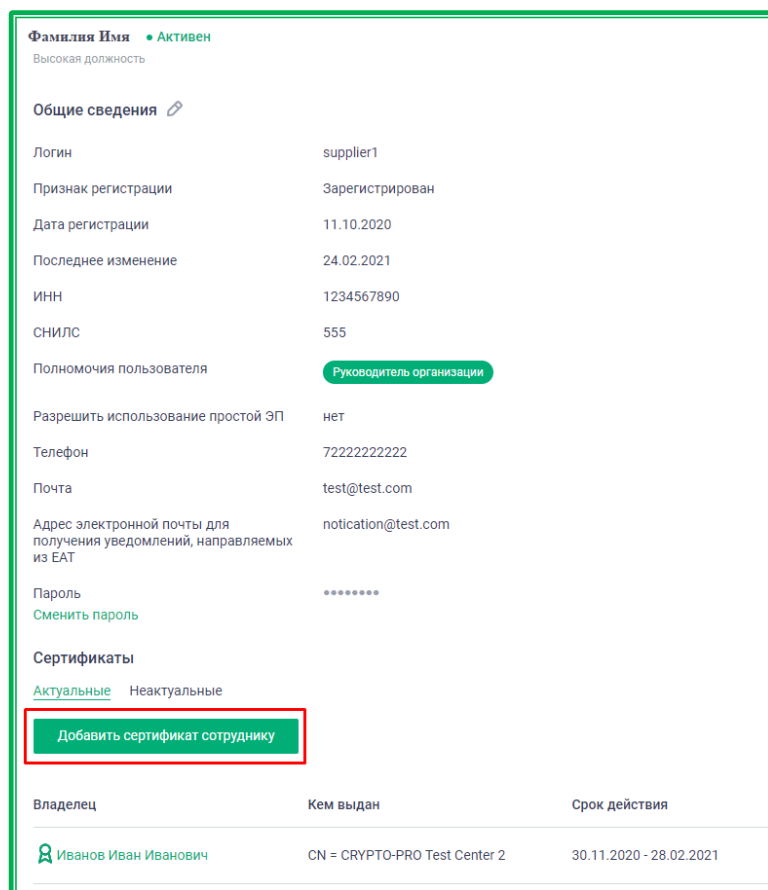 Фамилия Имя • Активен
Высокая должность
Общие сведения
Логин supplier1
Признак регистрации Зарегистрирован
Дата регистрации 11.10.2020
Последнее изменение 24.02.2021
ИНН 1234567890
СНИЛС 555
Полномочия пользователя Руководитель организации
Разрешить использование простой ЭП нет
Телефон 72222222222
Почта test@test.com
Адрес электронной почты для notication@test.com
получения уведомлений, направляемых
из ЕАТ
Пароль ••••••••
Сменить пароль
Сертификаты
Актуальные Неактуальные
Добавить сертификат сотруднику
Владелец Кем выдан Срок действия
Иванов Иван Иванович CN = CRYPTO-PRO Test Center 2 30.11.2020 - 28.02.2021